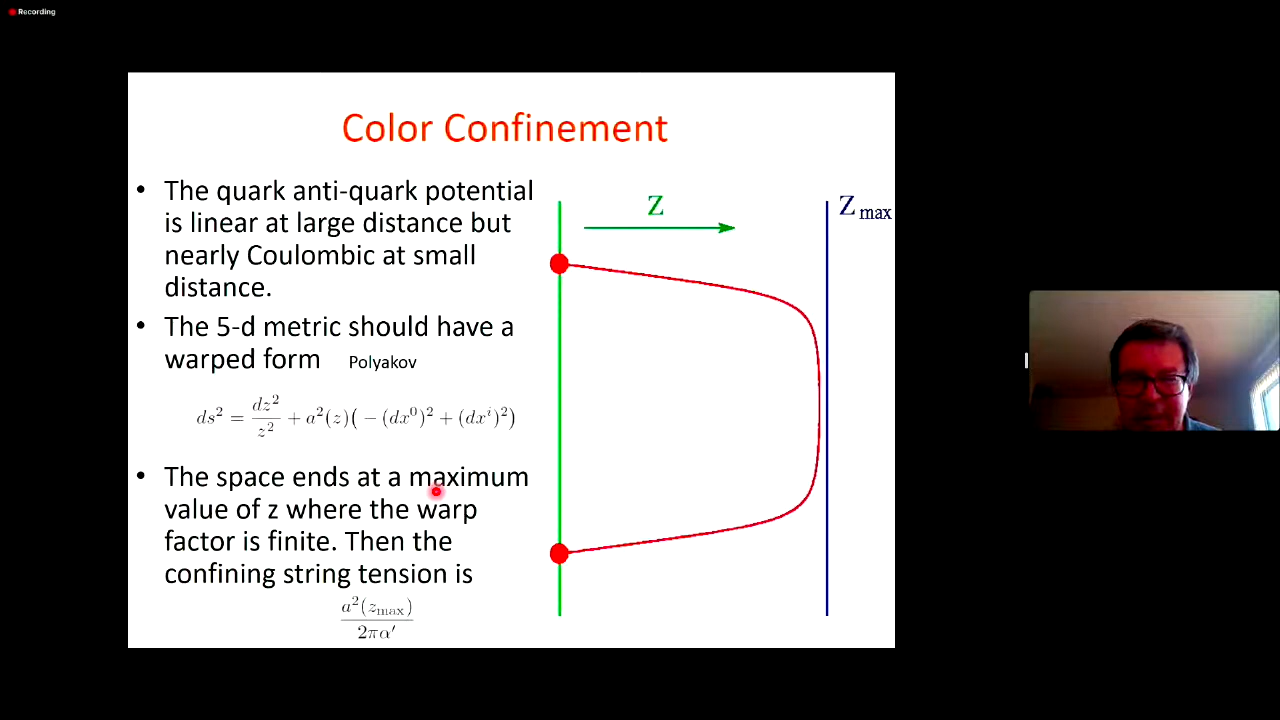 Recording
Color Confinement
• The quark anti-quark potential
is linear at large distance but
nearly Coulombic at small
distance.
• The 5-d metric should have a
warped form Polyakov
ds² = dz²/z² + a²(z)( − (dx⁰)² + (dxⁱ)²)
• The space ends at a maximum
value of z where the warp
factor is finite. Then the
confining string tension is
a²(z_max)/2πα′
Z
Z max